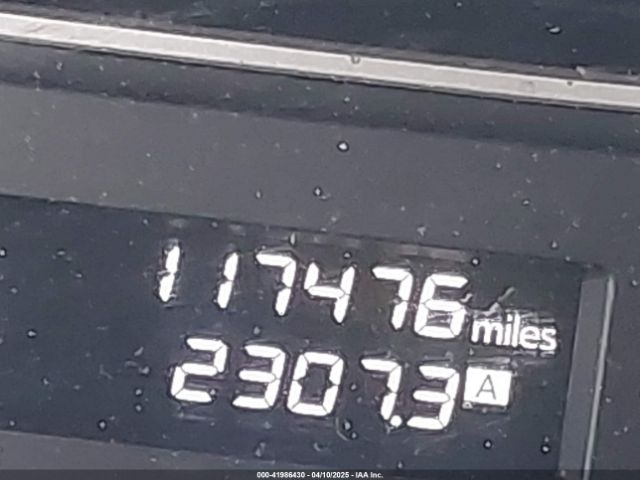 117476 miles
2307.3 A
000-41986430 - 04/10/2025 - IAA Inc.